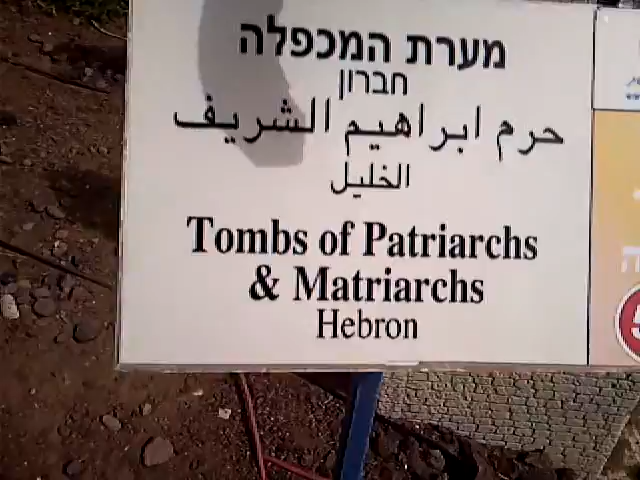 מערת המכפלה
חברון
حرم ابراهيم الشريف
الخليل
Tombs of Patriarchs
& Matriarchs
Hebron